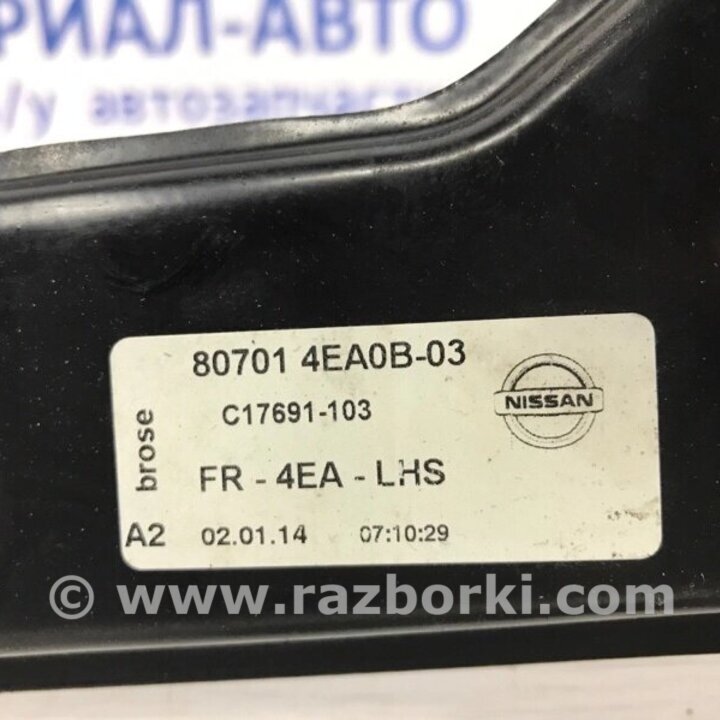 РИАЛ-АВТО
/у автозапчасти
80701 4EA0B-03
C17691-103
NISSAN
brose
FR - 4EA - LHS
A2 02.01.14 07:10:29
© www.razborki.com